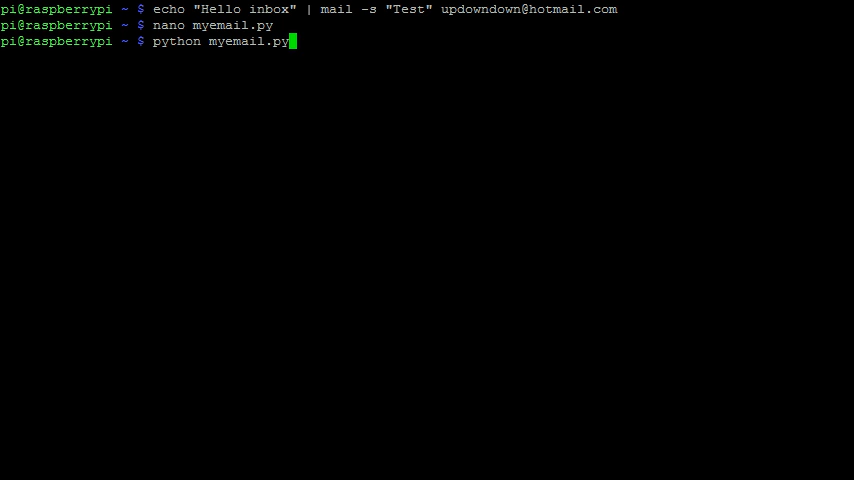 pi@raspberrypi ~ $ echo "Hello inbox" | mail -s "Test" updowndown@hotmail.com
pi@raspberrypi ~ $ nano myemail.py
pi@raspberrypi ~ $ python myemail.py